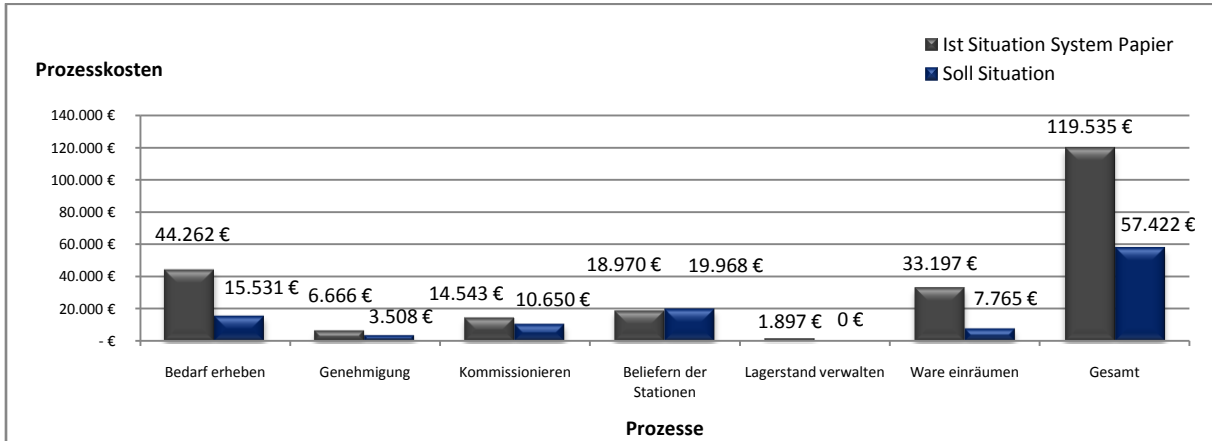 Ist Situation System Papier
Soll Situation
Prozesskosten
140.000 €
120.000 €
100.000 €
80.000 €
60.000 €
40.000 €
20.000 €
- €
44.262 €
15.531 €
6.666 €
3.508 €
14.543 €
10.650 €
18.970 €
19.968 €
1.897 €
0 €
33.197 €
7.765 €
119.535 €
57.422 €
Bedarf erheben
Genehmigung
Kommissionieren
Beliefern der
Stationen
Lagerstand verwalten
Ware einräumen
Gesamt
Prozesse